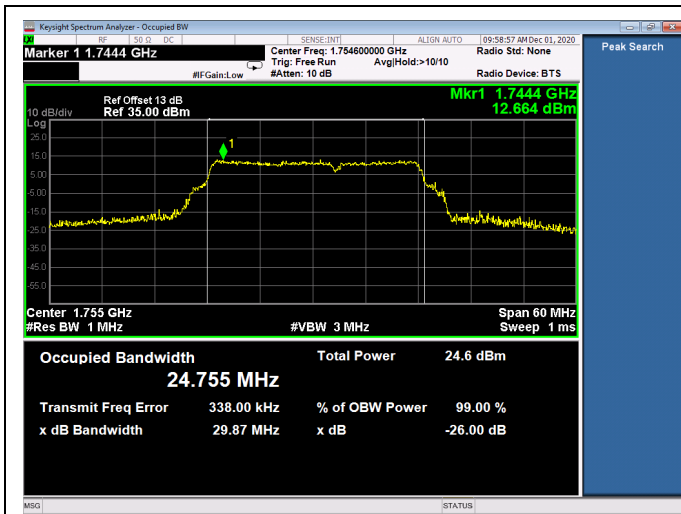 Keysight Spectrum Analyzer - Occupied BW
LXI RF 50 Ω DC SENSE:INT ALIGN AUTO 09:58:57 AM Dec 01, 2020
Marker 1 1.7444 GHz Center Freq: 1.754600000 GHz Radio Std: None Peak Search
Trig: Free Run Avg|Hold:>10/10
#IFGain:Low #Atten: 10 dB Radio Device: BTS
Ref Offset 13 dB Mkr1 1.7444 GHz
10 dB/div Ref 35.00 dBm 12.664 dBm
Log
25.0
1
15.0
5.00
-5.00
-15.0
-25.0
-35.0
-45.0
-55.0
Center 1.755 GHz Span 60 MHz
#Res BW 1 MHz #VBW 3 MHz Sweep 1 ms
Occupied Bandwidth Total Power 24.6 dBm
24.755 MHz
Transmit Freq Error 338.00 kHz % of OBW Power 99.00 %
x dB Bandwidth 29.87 MHz x dB -26.00 dB
MSG STATUS